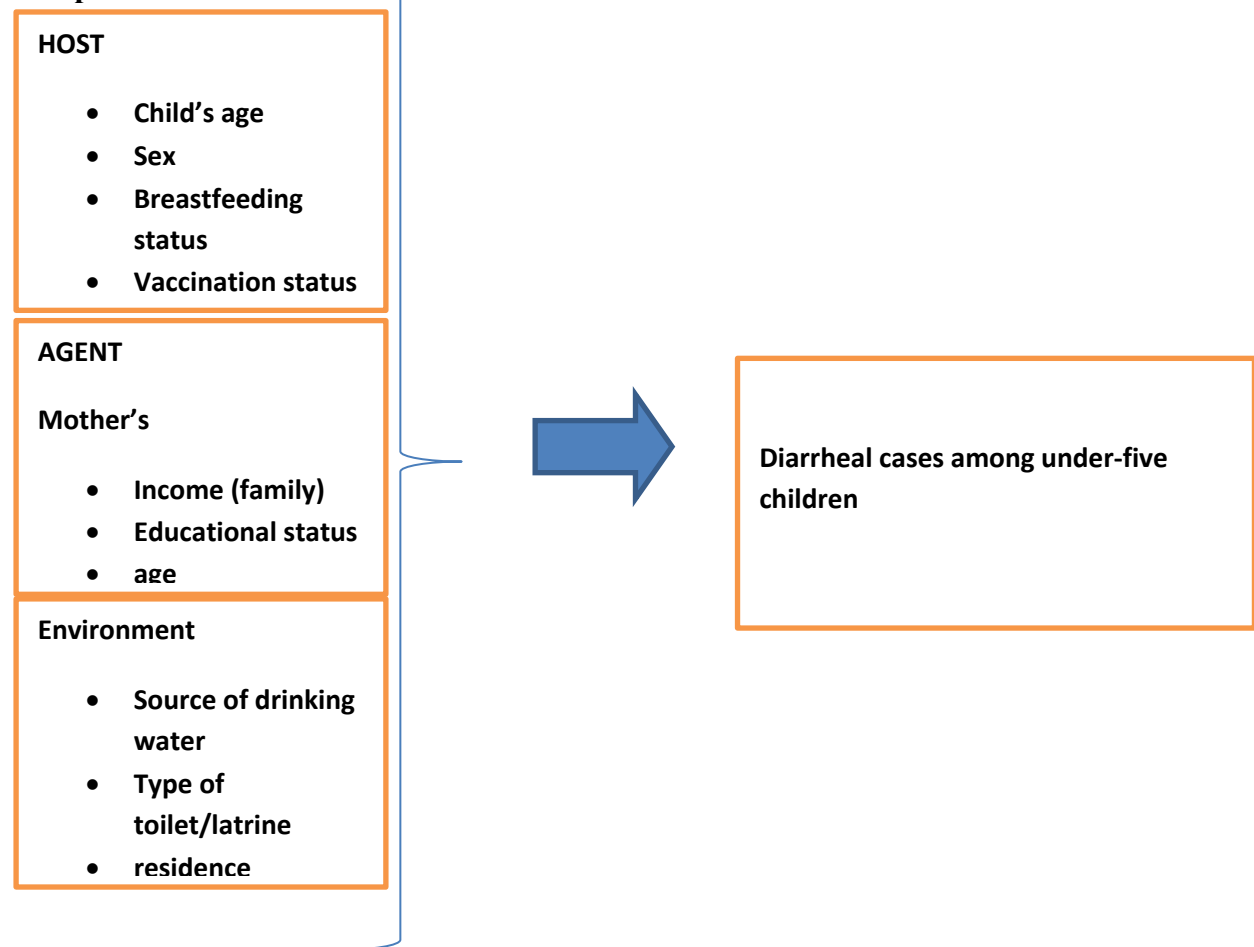 HOST
• Child’s age
• Sex
• Breastfeeding
status
• Vaccination status
AGENT
Mother’s
• Income (family)
• Educational status
• age
Environment
• Source of drinking
water
• Type of
toilet/latrine
• residence
Diarrheal cases among under-five
children